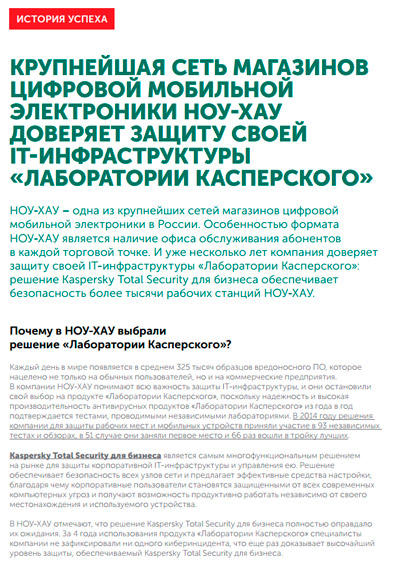 ИСТОРИЯ УСПЕХА
КРУПНЕЙШАЯ СЕТЬ МАГАЗИНОВ
ЦИФРОВОЙ МОБИЛЬНОЙ
ЭЛЕКТРОНИКИ НОУ-ХАУ
ДОВЕРЯЕТ ЗАЩИТУ СВОЕЙ
IT-ИНФРАСТРУКТУРЫ
«ЛАБОРАТОРИИ КАСПЕРСКОГО»
НОУ-ХАУ – одна из крупнейших сетей магазинов цифровой
мобильной электроники в России. Особенностью формата
НОУ-ХАУ является наличие офиса обслуживания абонентов
в каждой торговой точке. И уже несколько лет компания доверяет
защиту своей IT-инфраструктуры «Лаборатории Касперского»:
решение Kaspersky Total Security для бизнеса обеспечивает
безопасность более тысячи рабочих станций НОУ-ХАУ.
Почему в НОУ-ХАУ выбрали
решение «Лаборатории Касперского»?
Каждый день в мире появляется в среднем 325 тысяч образцов вредоносного ПО, которое
нацелено не только на обычных пользователей, но и на коммерческие предприятия.
В компании НОУ-ХАУ понимают всю важность защиты IT-инфраструктуры, и они остановили
свой выбор на продукте «Лаборатории Касперского», поскольку надежность и высокая
производительность антивирусных продуктов «Лаборатории Касперского» из года в год
подтверждается тестами, проводимыми независимыми лабораториями. В 2014 году решения
компании для защиты рабочих мест и мобильных устройств приняли участие в 93 независимых
тестах и обзорах, в 51 случае они заняли первое место и 66 раз вошли в тройку лучших.
Kaspersky Total Security для бизнеса является самым многофункциональным решением
на рынке для защиты корпоративной IT-инфраструктуры и управления ею. Решение
обеспечивает безопасность всех узлов сети и предлагает эффективные средства настройки,
благодаря чему корпоративные пользователи становятся защищенными от всех современных
компьютерных угроз и получают возможность продуктивно работать независимо от своего
местонахождения и используемого устройства.
В НОУ-ХАУ отмечают, что решение Kaspersky Total Security для бизнеса полностью оправдало
их ожидания. За 4 года использования продукта «Лаборатории Касперского» специалисты
компании не зафиксировали ни одного киберинцидента, что еще раз доказывает высочайший
уровень защиты, обеспечиваемый Kaspersky Total Security для бизнеса.